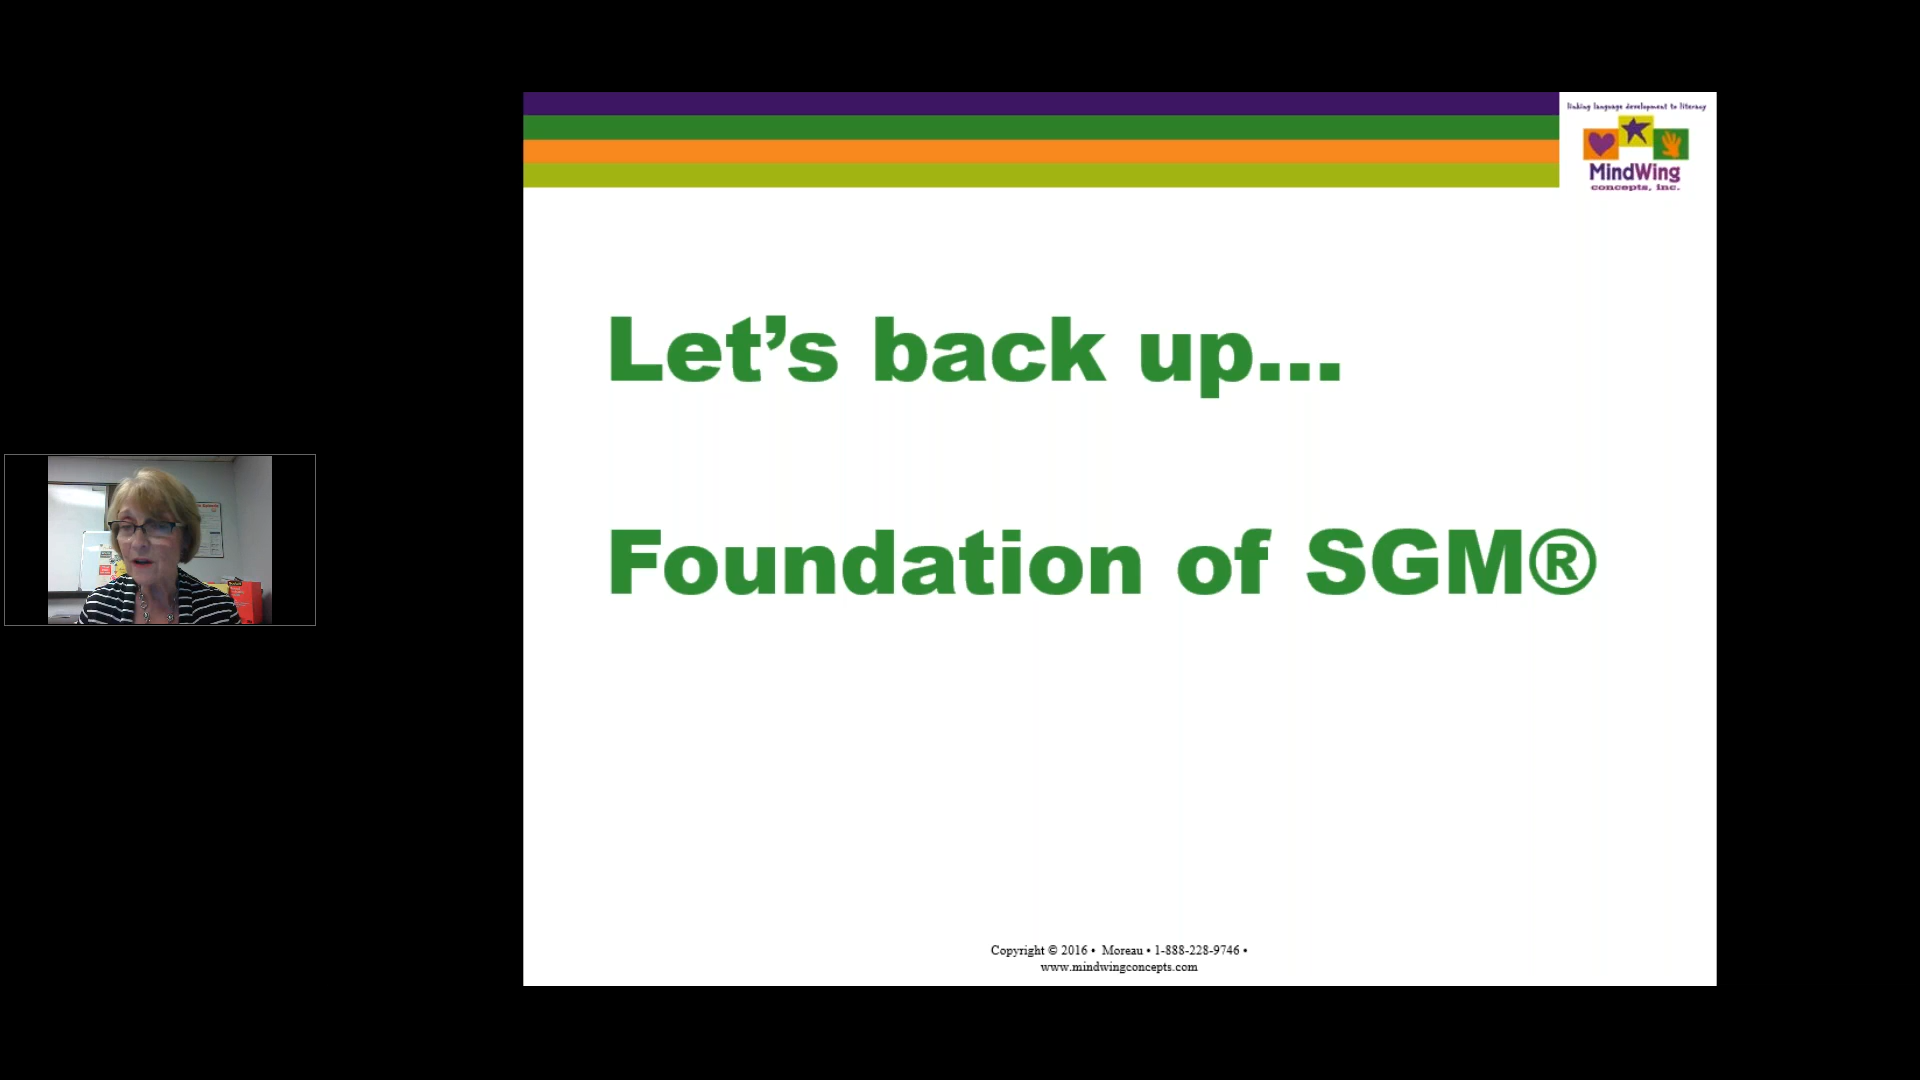 linking language development to literacy
MindWing
concepts, inc.
Let’s back up...
Foundation of SGM®
Copyright © 2016 • Moreau • 1-888-228-9746 •
www.mindwingconcepts.com